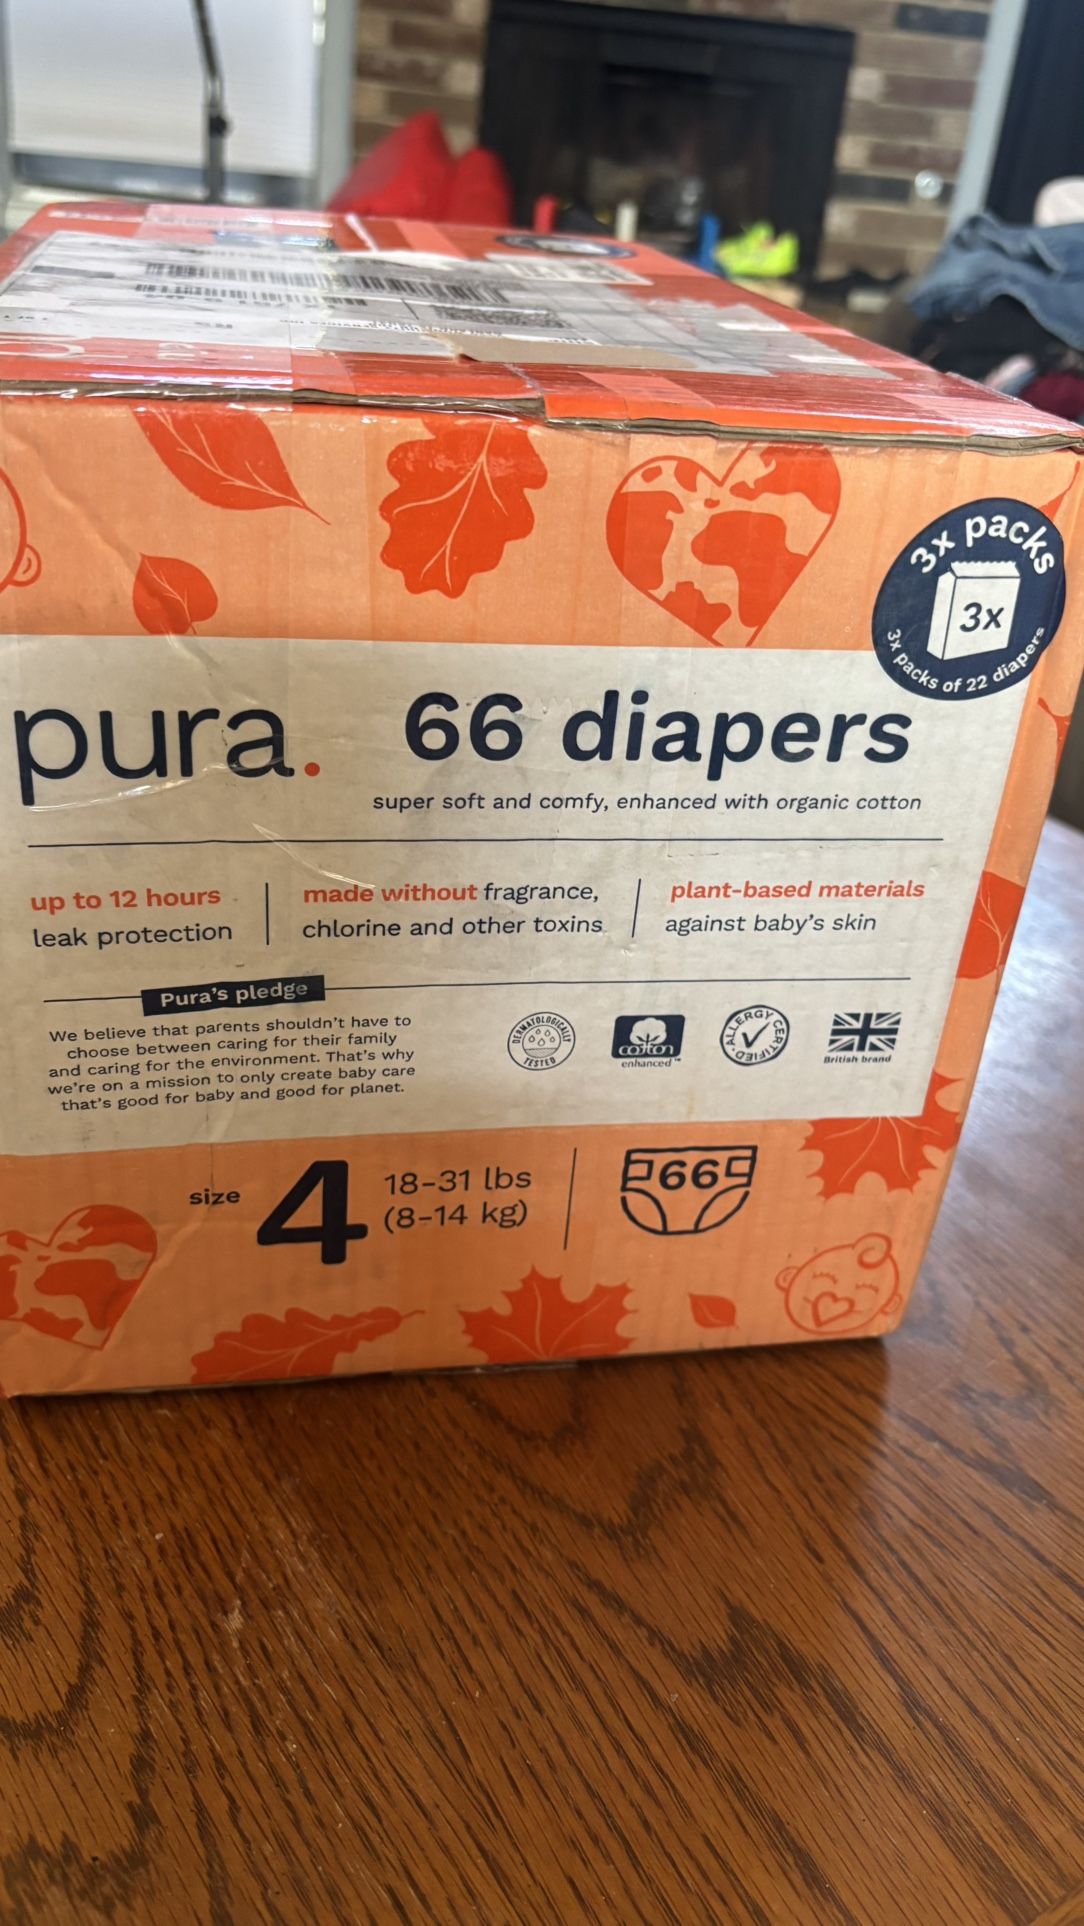 3x packs
3x
3x packs of 22 diapers
pura. 66 diapers
super soft and comfy, enhanced with organic cotton
up to 12 hours
leak protection
made without fragrance,
chlorine and other toxins
plant-based materials
against baby's skin
Pura's pledge
We believe that parents shouldn't have to
choose between caring for their family
and caring for the environment. That's why
we're on a mission to only create baby care
that's good for baby and good for planet.
DERMATOLOGICALLY
TESTED
cotton
enhanced™
ALLERGY
CERTIFIED
British brand
size 4
18-31 lbs
(8-14 kg)
66